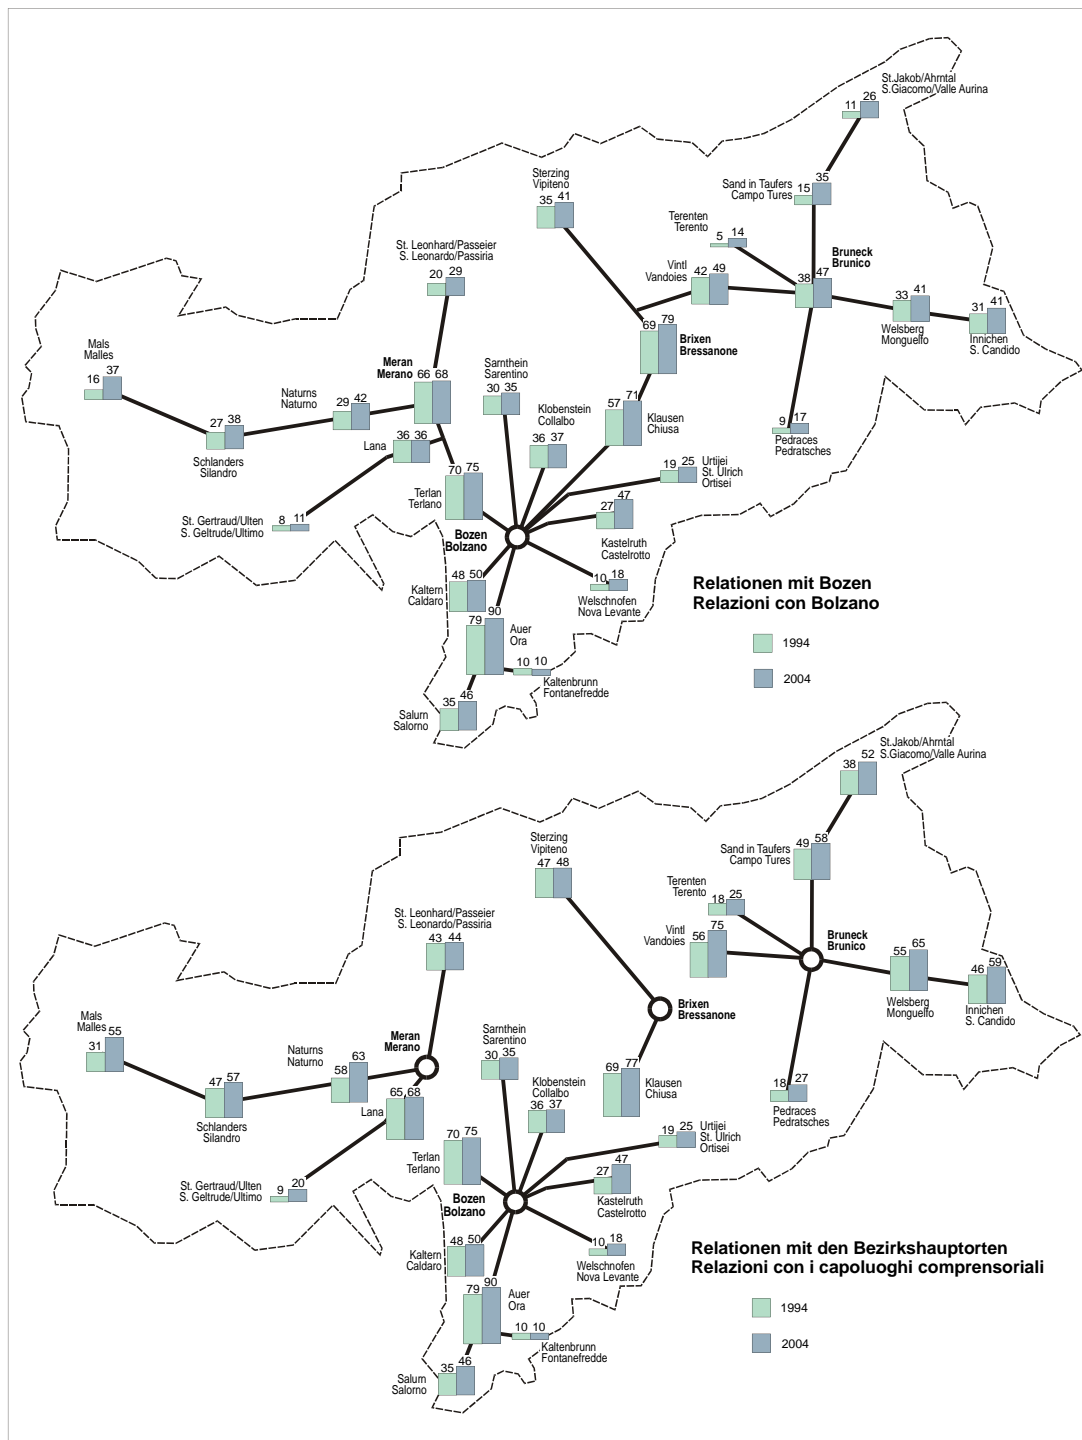 St.Jakob/Ahrntal
S.Giacomo/Valle Aurina
11 26
Sand in Taufers
Campo Tures
15 35
Sterzing
Vipiteno
35 41
Terenten
Terento
5 14
St. Leonhard/Passeier
S. Leonardo/Passiria
20 29
Vintl
Vandoies
42 49
Bruneck
Brunico
38 47
33 41
Welsberg
Monguelfo
31 41
Innichen
S. Candido
69 79
Brixen
Bressanone
Mals
Malles
16 37
Meran
Merano
66 68
Sarnthein
Sarentino
30 35
Naturns
Naturno
29 42
Klobenstein
Collalbo
36 37
57 71
Klausen
Chiusa
9 17
Pedraces
Pedratsches
27 38
Schlanders
Silandro
Lana
36 36
70 75
Terlan
Terlano
19 25
Urtijei
St. Ulrich
Ortisei
27 47
Kastelruth
Castelrotto
St. Gertraud/Ulten
S. Geltrude/Ultimo
8 11
Bozen
Bolzano
10 18
Welschnofen
Nova Levante
Kaltern
Caldaro
48 50
79 90
Auer
Ora
10 10
Kaltenbrunn
Fontanefredde
Salurn
Salorno
35 46
Relationen mit Bozen
Relazioni con Bolzano
1994
2004
St.Jakob/Ahrntal
S.Giacomo/Valle Aurina
38 52
Sand in Taufers
Campo Tures
49 58
Sterzing
Vipiteno
47 48
Terenten
Terento
18 25
St. Leonhard/Passeier
S. Leonardo/Passiria
43 44
Vintl
Vandoies
56 75
Bruneck
Brunico
55 65
Welsberg
Monguelfo
46 59
Innichen
S. Candido
Brixen
Bressanone
Mals
Malles
31 55
Meran
Merano
Sarnthein
Sarentino
30 35
Naturns
Naturno
58 63
Klobenstein
Collalbo
36 37
69 77
Klausen
Chiusa
18 27
Pedraces
Pedratsches
47 57
Schlanders
Silandro
Lana
65 68
70 75
Terlan
Terlano
19 25
Urtijei
St. Ulrich
Ortisei
27 47
Kastelruth
Castelrotto
St. Gertraud/Ulten
S. Geltrude/Ultimo
9 20
Bozen
Bolzano
10 18
Welschnofen
Nova Levante
Kaltern
Caldaro
48 50
79 90
Auer
Ora
10 10
Kaltenbrunn
Fontanefredde
Salurn
Salorno
35 46
Relationen mit den Bezirkshauptorten
Relazioni con i capoluoghi comprensoriali
1994
2004